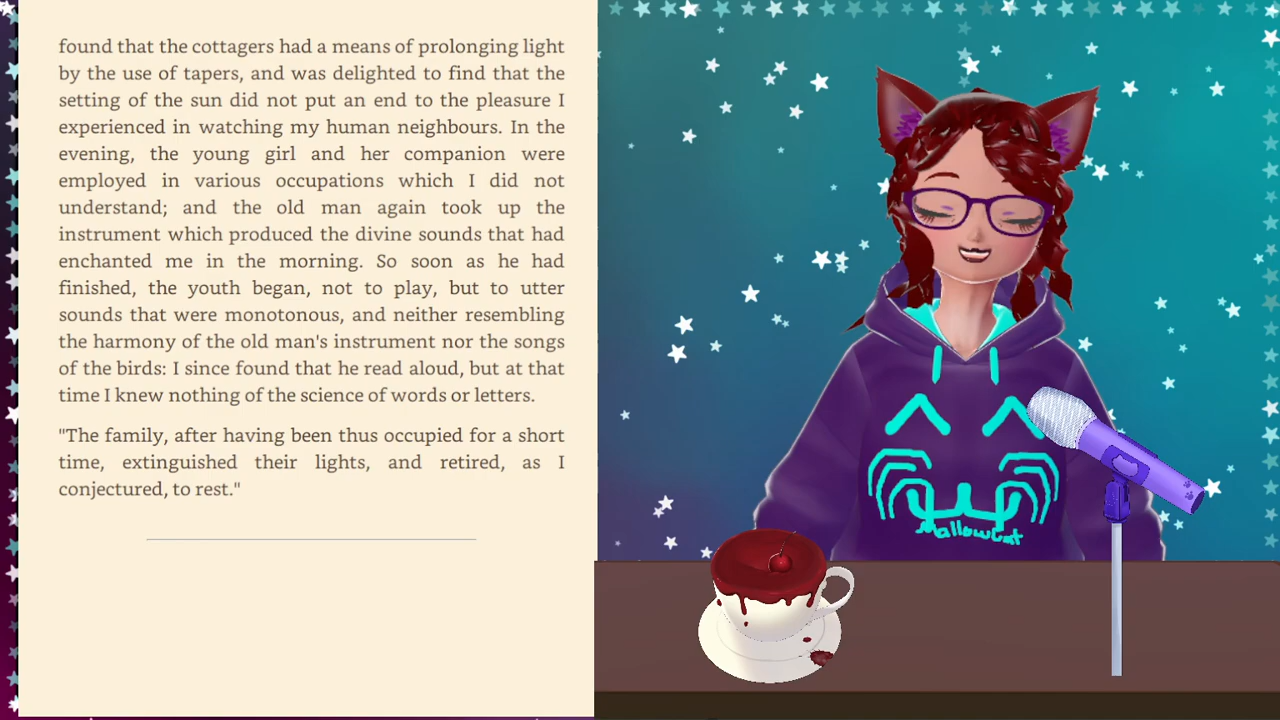 found that the cottagers had a means of prolonging light
by the use of tapers, and was delighted to find that the
setting of the sun did not put an end to the pleasure I
experienced in watching my human neighbours. In the
evening, the young girl and her companion were
employed in various occupations which I did not
understand; and the old man again took up the
instrument which produced the divine sounds that had
enchanted me in the morning. So soon as he had
finished, the youth began, not to play, but to utter
sounds that were monotonous, and neither resembling
the harmony of the old man's instrument nor the songs
of the birds: I since found that he read aloud, but at that
time I knew nothing of the science of words or letters.
"The family, after having been thus occupied for a short
time, extinguished their lights, and retired, as I
conjectured, to rest."
MallowCat